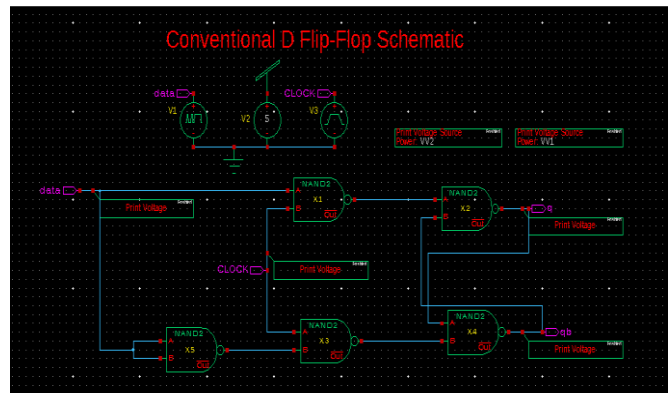 Conventional D Flip-Flop Schematic
data
CLOCK
V1
V2
5
V3
Print Voltage Source
Power: VV2
Print Voltage Source
Power: VV1
data
Print Voltage
NAND2
A
B
X1
Out
NAND2
A
B
X2
Out
q
Print Voltage
CLOCK
Print Voltage
NAND2
A
B
X5
Out
NAND2
A
B
X3
Out
NAND2
A
B
X4
Out
qb
Print Voltage